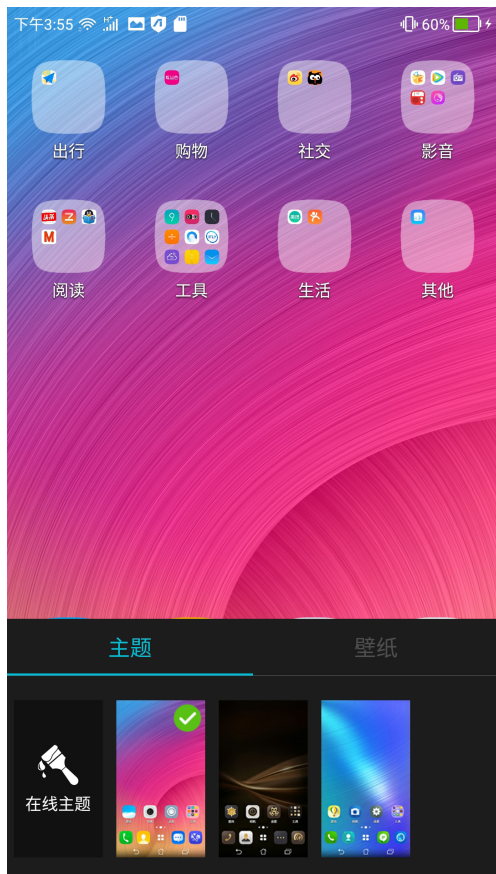 下午3:55
60%
出行
购物
社交
影音
阅读
工具
生活
其他
主题
壁纸
在线主题